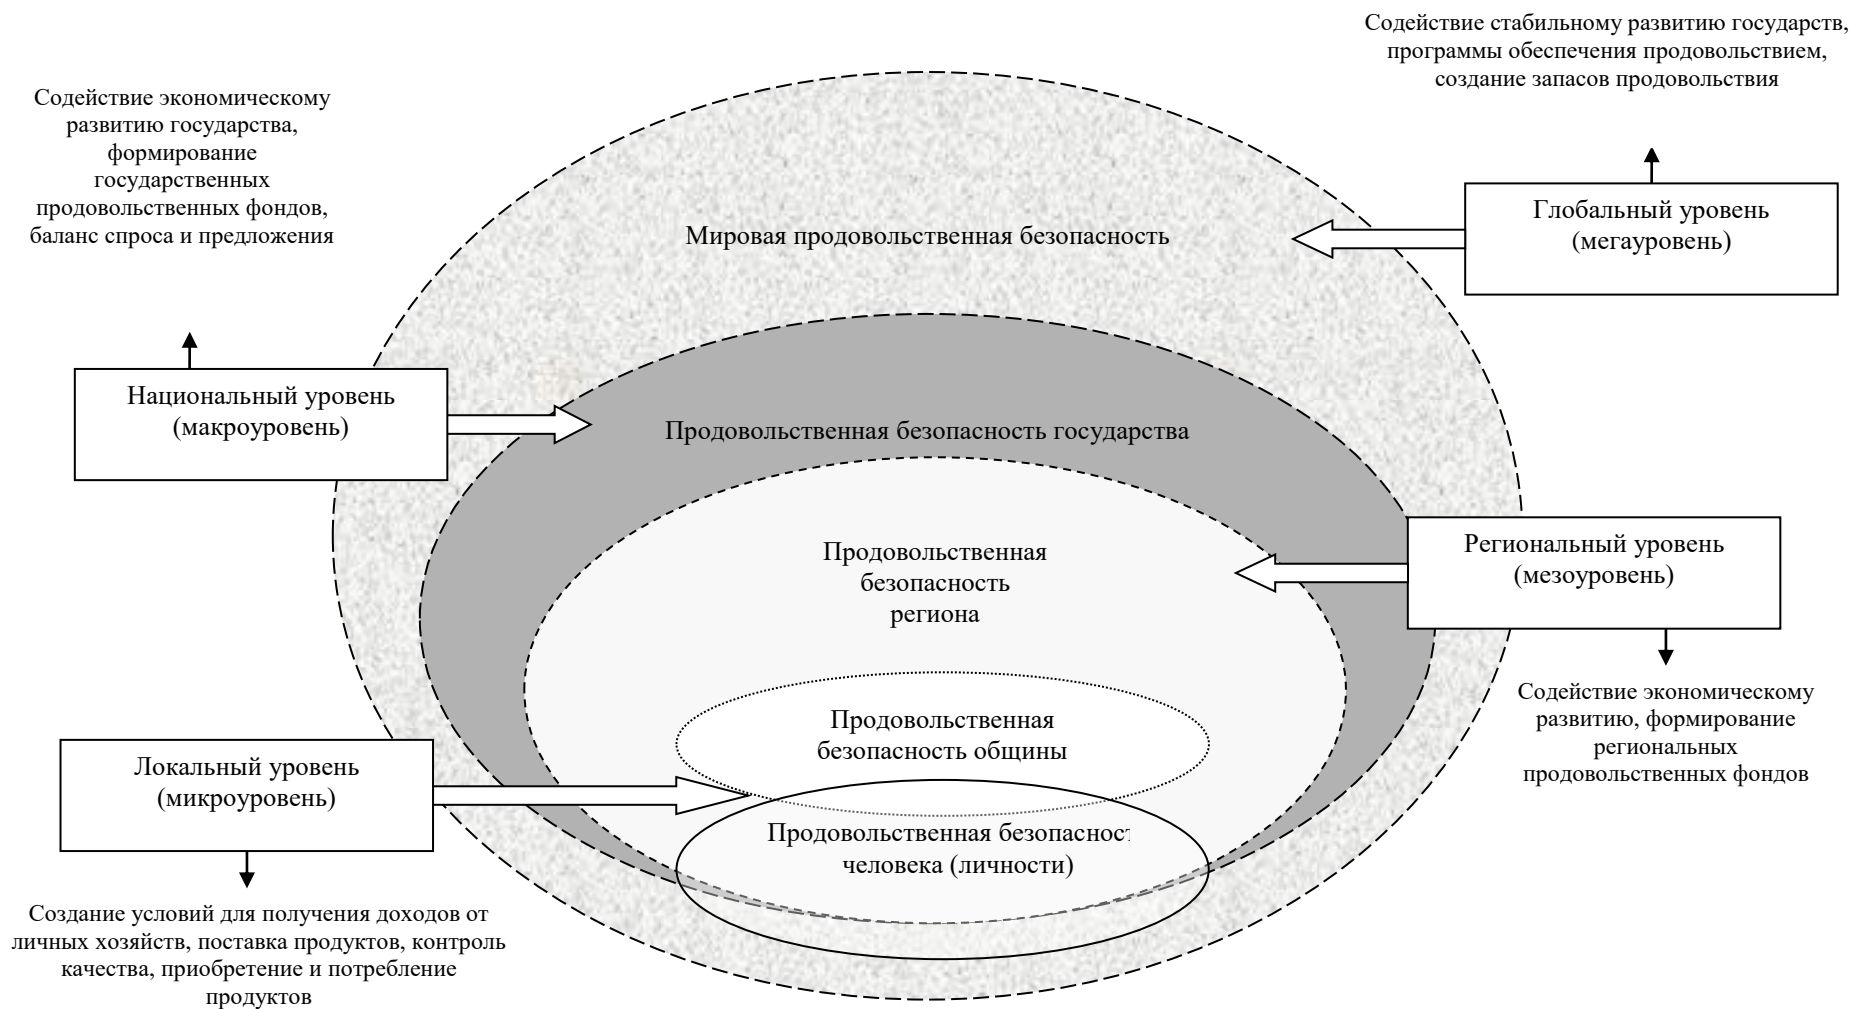 Содействие стабильному развитию государств,
программы обеспечения продовольствием,
создание запасов продовольствия
Содействие экономическому
развитию государства,
формирование
государственных
продовольственных фондов,
баланс спроса и предложения
Глобальный уровень
(мегауровень)
Мировая продовольственная безопасность
Национальный уровень
(макроуровень)
Продовольственная безопасность государства
Региональный уровень
(мезоуровень)
Продовольственная
безопасность
региона
Содействие экономическому
развитию, формирование
региональных
продовольственных фондов
Продовольственная
безопасность общины
Локальный уровень
(микроуровень)
Продовольственная безопасност
человека (личности)
Создание условий для получения доходов от
личных хозяйств, поставка продуктов, контроль
качества, приобретение и потребление
продуктов